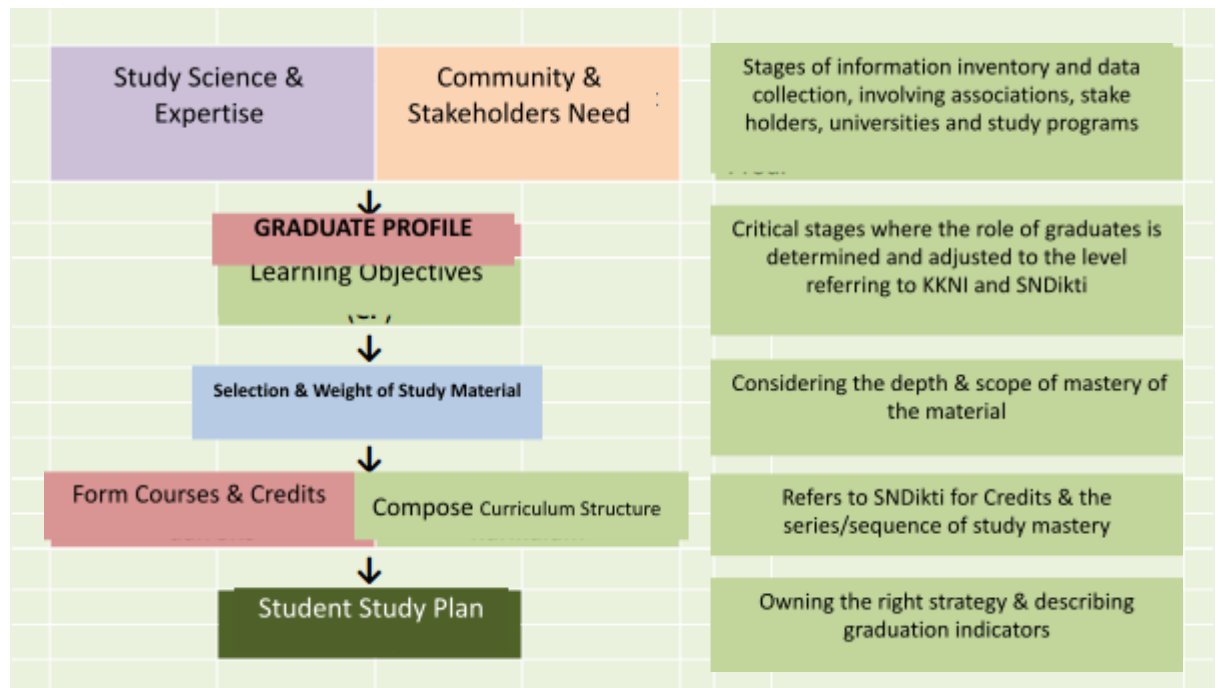 Study Science &
Expertise
Community &
Stakeholders Need
:
Stages of information inventory and data
collection, involving associations, stake
holders, universities and study programs
GRADUATE PROFILE
Learning Objectives
Critical stages where the role of graduates is
determined and adjusted to the level
referring to KKNI and SNDikti
Selection & Weight of Study Material
Considering the depth & scope of mastery of
the material
Form Courses & Credits
Compose Curriculum Structure
Refers to SNDikti for Credits & the
series/sequence of study mastery
Student Study Plan
Owning the right strategy & describing
graduation indicators